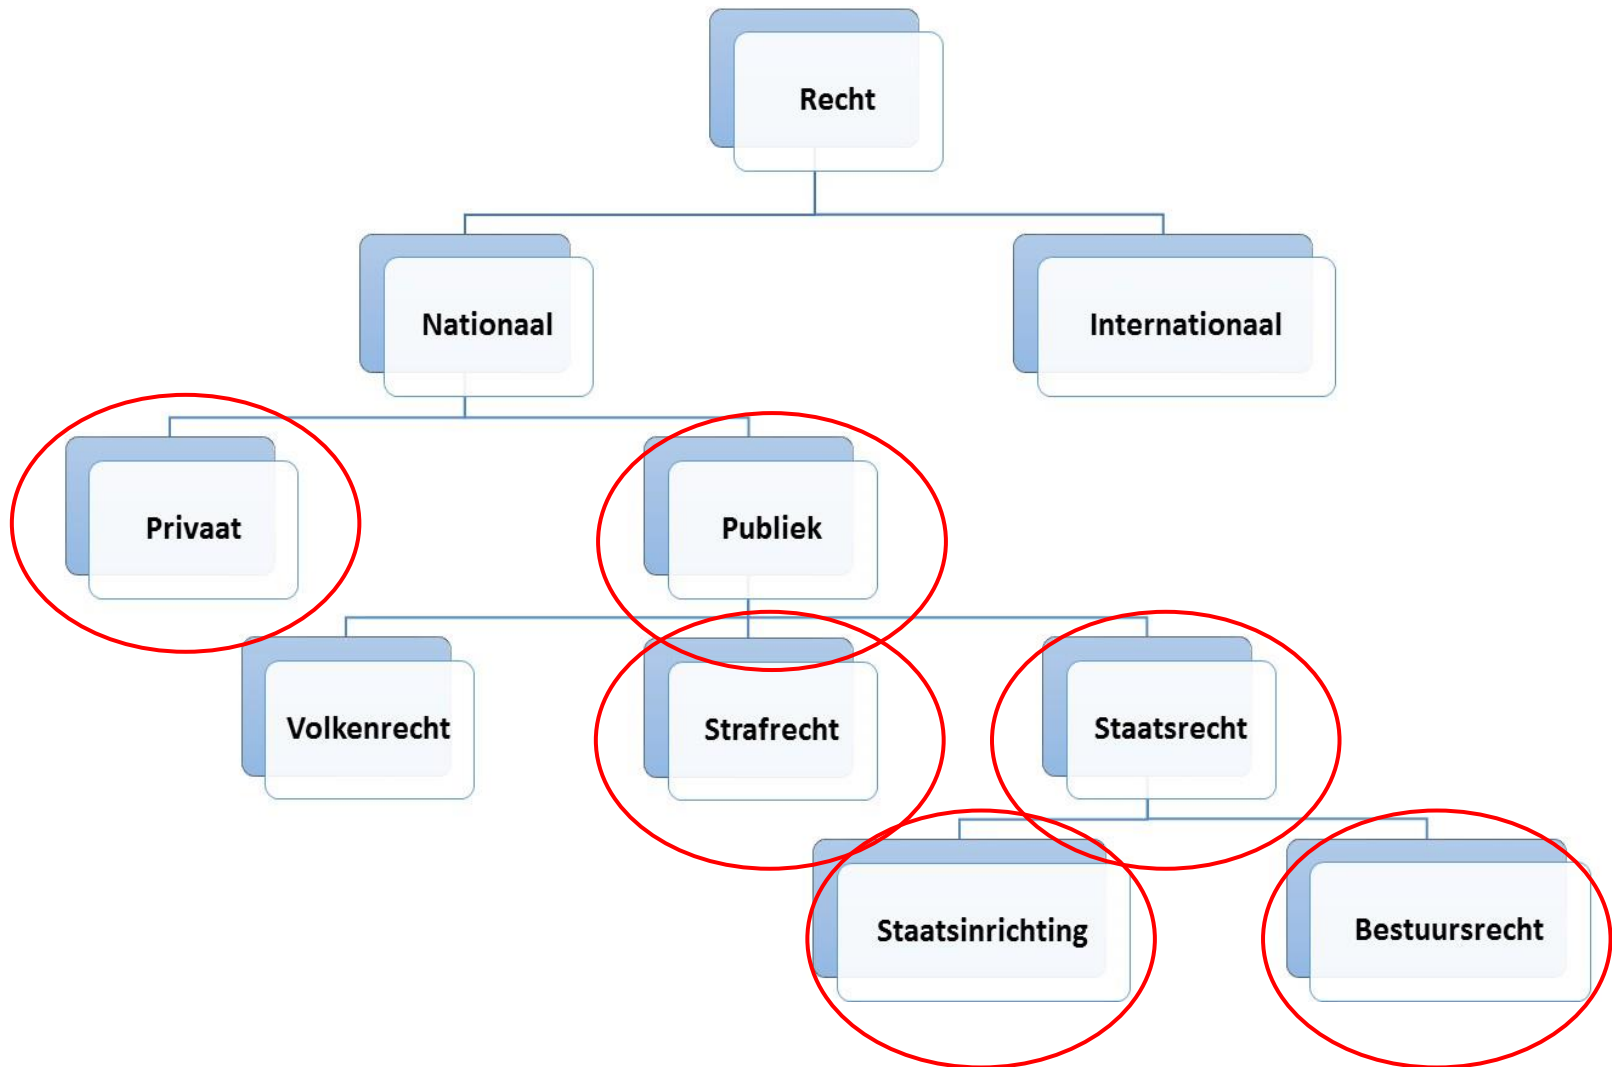 Recht
Nationaal
Internationaal
Privaat
Publiek
Volkenrecht
Strafrecht
Staatsrecht
Staatsinrichting
Bestuursrecht